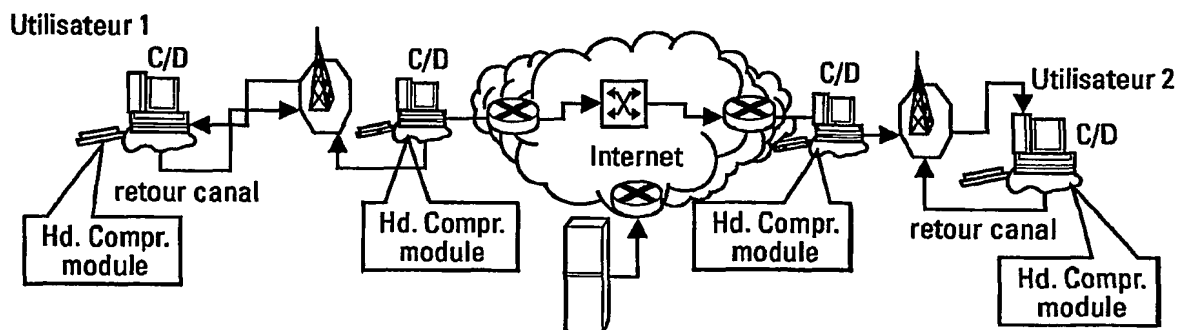 Utilisateur 1
C/D
C/D
C/D
Utilisateur 2
C/D
Internet
retour canal
retour canal
Hd. Compr.
module
Hd. Compr.
module
Hd. Compr.
module
Hd. Compr.
module